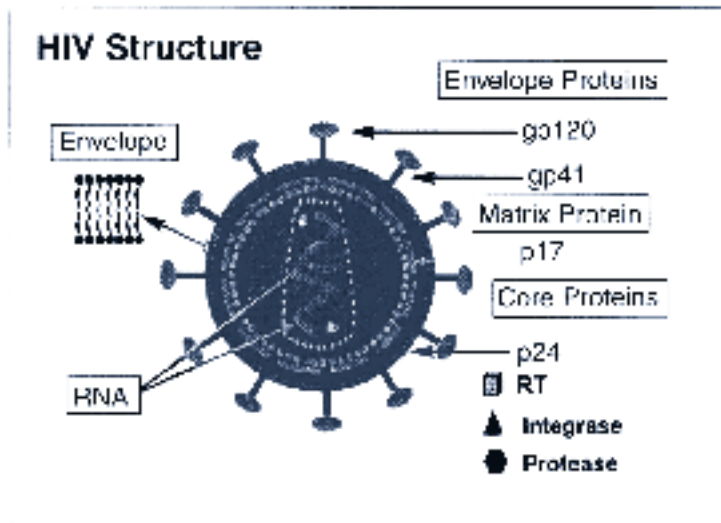 HIV Structure
Envelope Proteins
gp120
Envelope
gp41
Matrix Protein
p17
Core Proteins
p24
RNA
RT
Integrase
Protease